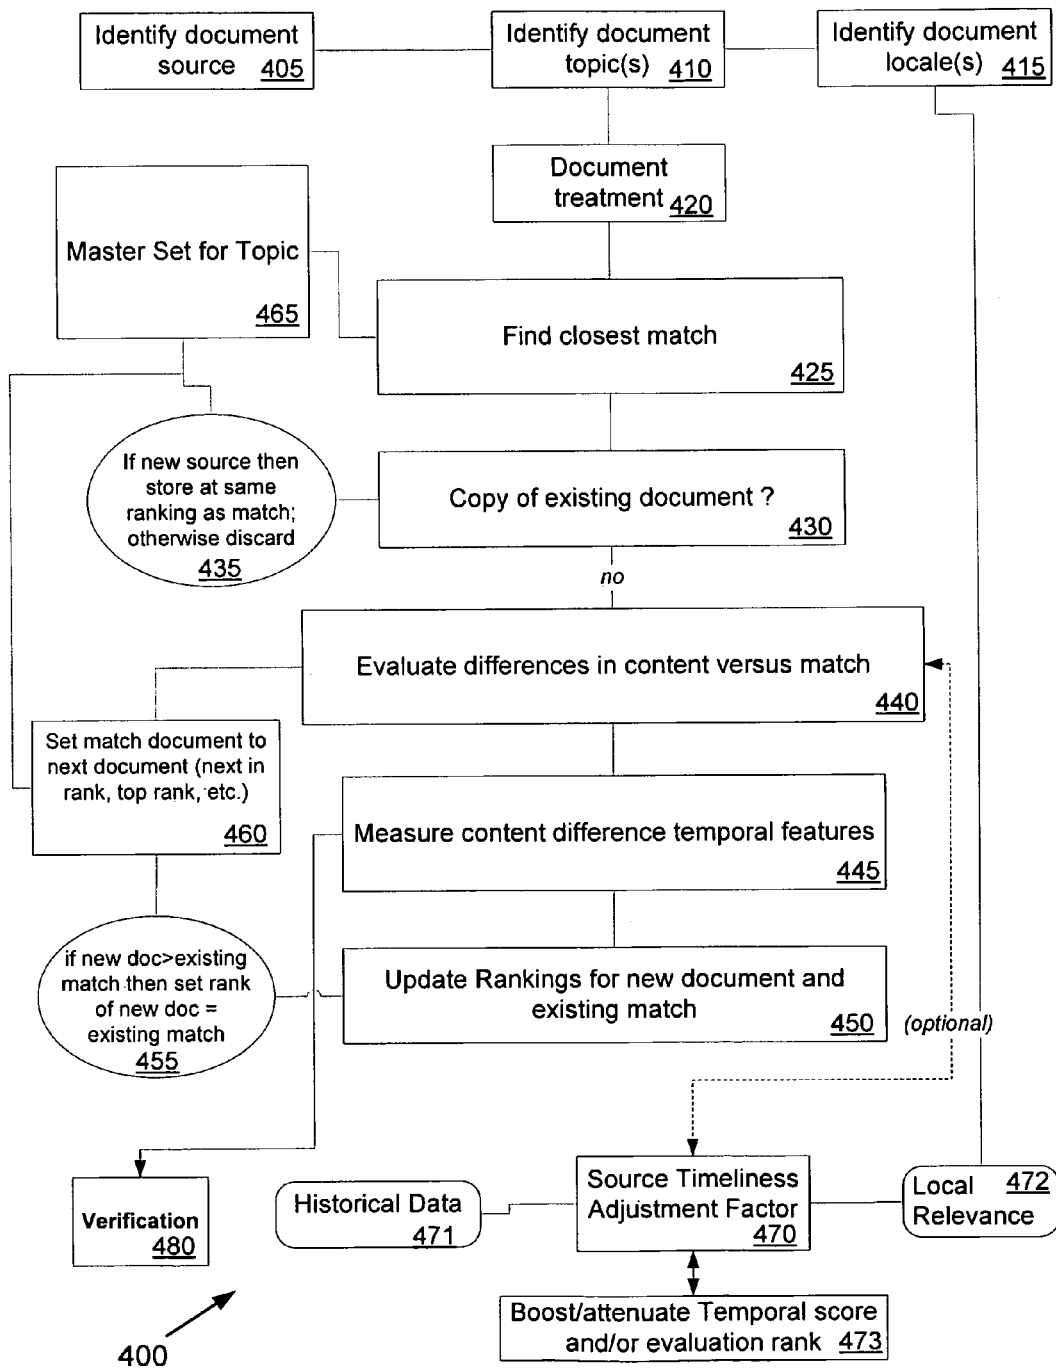 Identify document
source 405
Identify document
topic(s) 410
Identify document
locale(s) 415
Document
treatment 420
Master Set for Topic
465
Find closest match
425
If new source then
store at same
ranking as match;
otherwise discard
435
Copy of existing document ?
430
no
Evaluate differences in content versus match
440
Set match document to
next document (next in
rank, top rank, etc.)
460
Measure content difference temporal features
445
if new doc>existing
match then set rank
of new doc =
existing match
455
Update Rankings for new document and
existing match
450
(optional)
Verification
480
Historical Data
471
Source Timeliness
Adjustment Factor
470
Local 472
Relevance
Boost/attenuate Temporal score
and/or evaluation rank 473
400